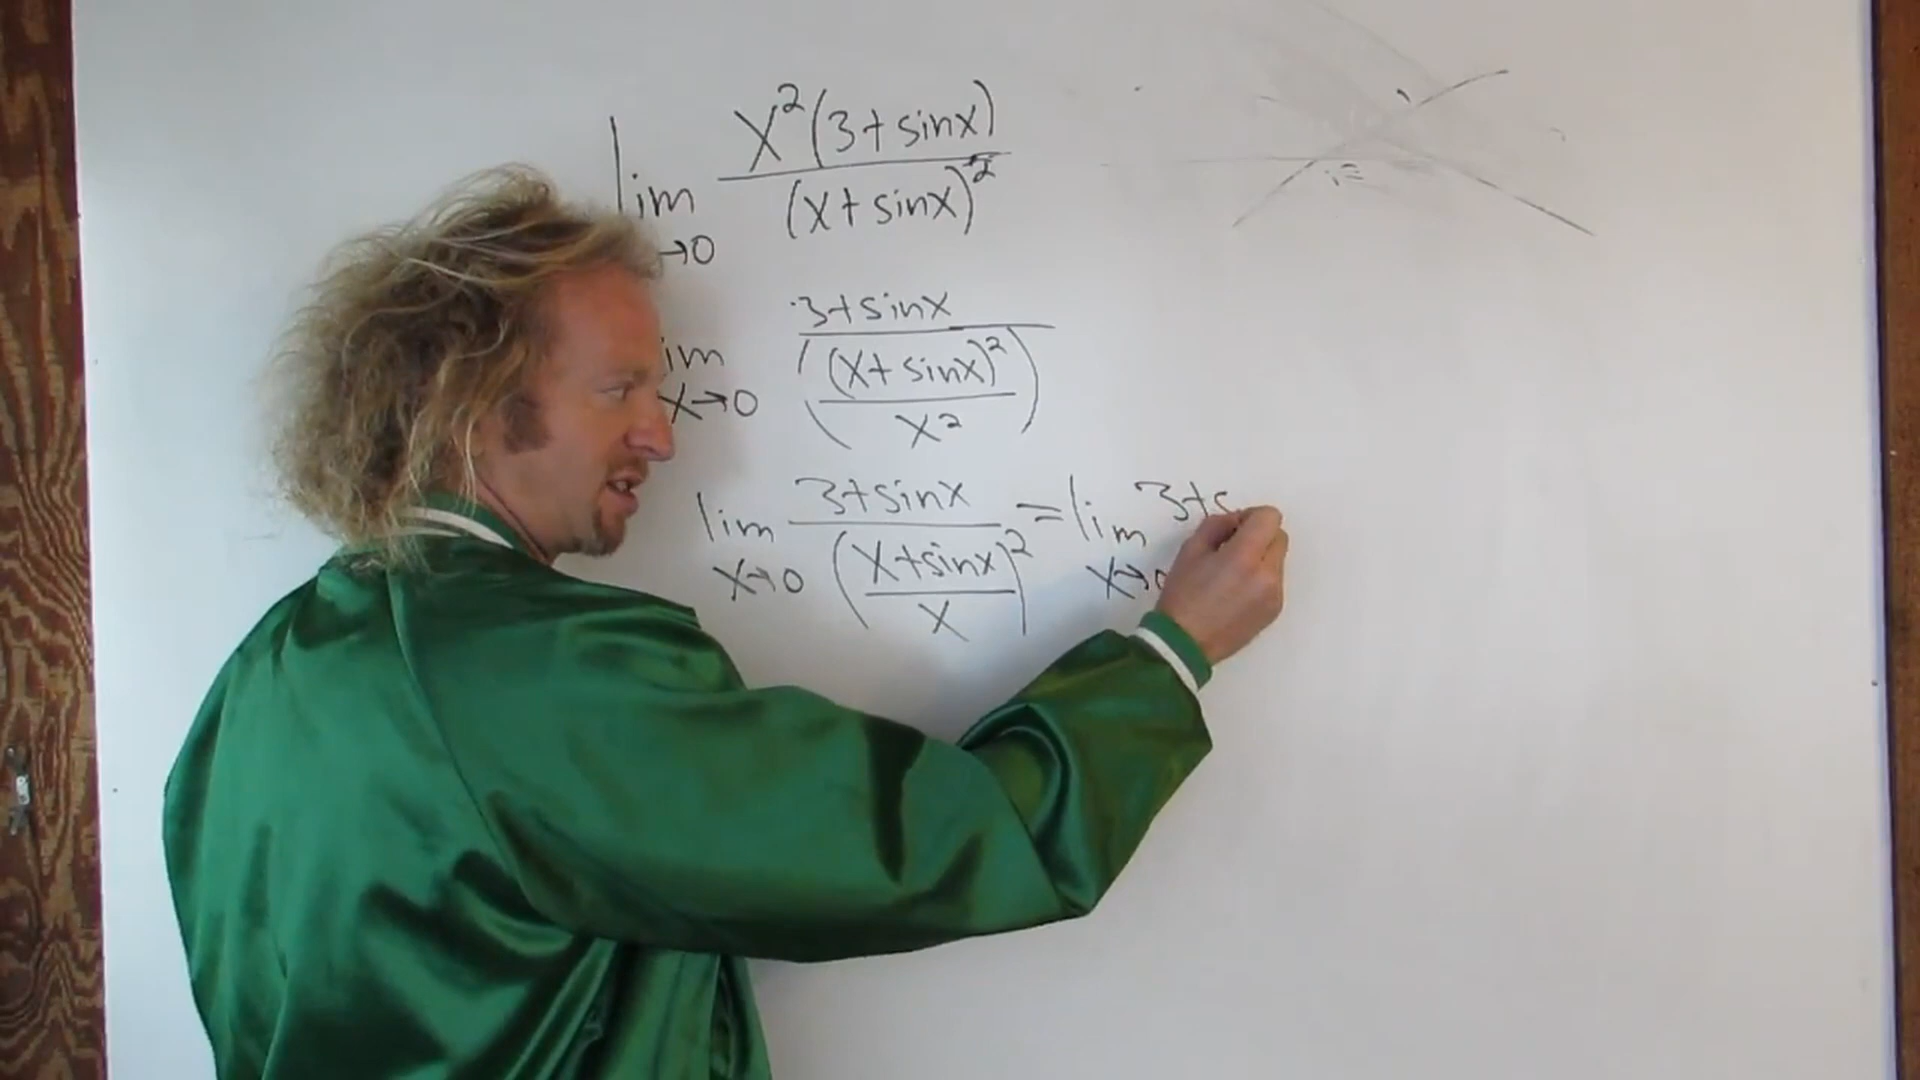 lim x²(3+sinx) / (x+sinx)²
→0
im 3+sinx / ((x+sinx)² / x²)
x→0
lim 3+sinx / ((x+sinx) / x)² = lim 3+s
x→0 x→0